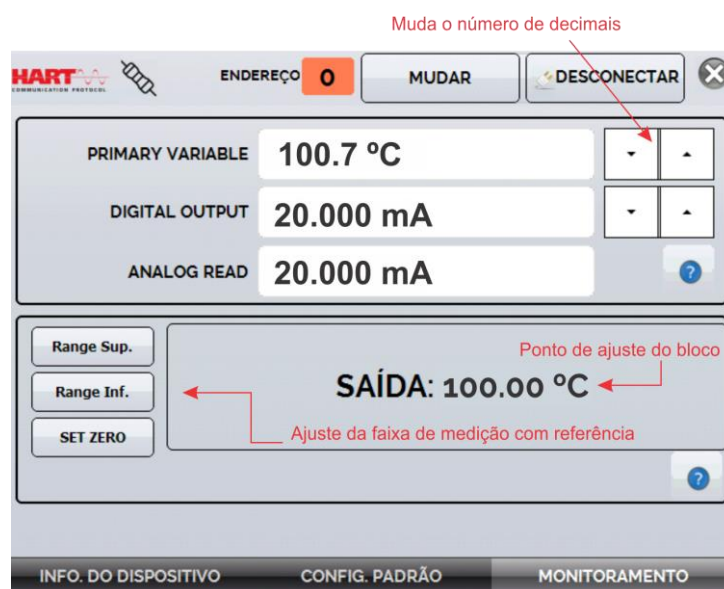 Muda o número de decimais
HART
COMMUNICATION PROTOCOL
ENDEREÇO 0 MUDAR DESCONECTAR
PRIMARY VARIABLE 100.7 ºC
DIGITAL OUTPUT 20.000 mA
ANALOG READ 20.000 mA
?
Range Sup.
Range Inf.
SET ZERO
Ponto de ajuste do bloco
SAÍDA: 100.00 ºC
Ajuste da faixa de medição com referência
?
INFO. DO DISPOSITIVO CONFIG. PADRÃO MONITORAMENTO